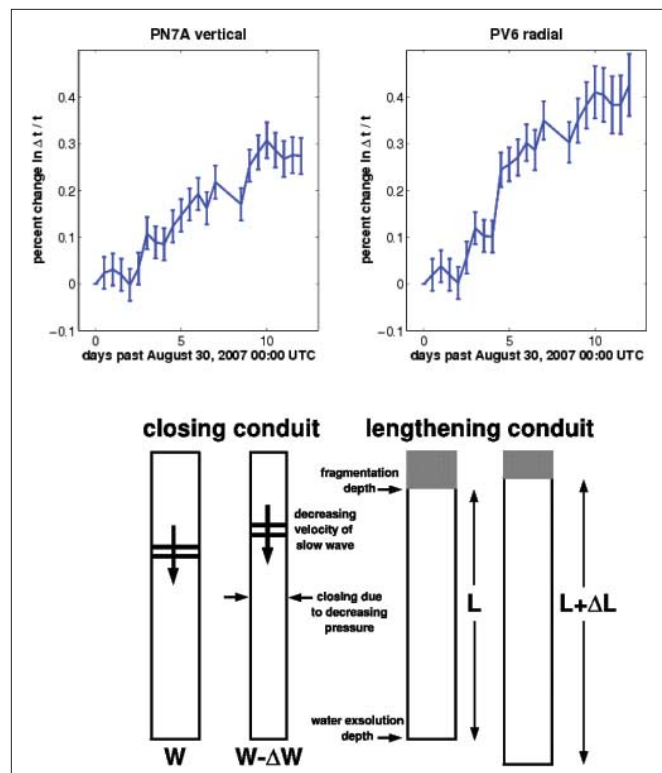 PN7A vertical
percent change in Δ t / t
0.4
0.3
0.2
0.1
0
−0.1
0
5
10
days past August 30, 2007 00:00 UTC
PV6 radial
percent change in Δ t / t
0.4
0.3
0.2
0.1
0
−0.1
0
5
10
days past August 30, 2007 00:00 UTC
closing conduit
decreasing
velocity of
slow wave
closing due
to decreasing
pressure
W
W-ΔW
lengthening conduit
fragmentation
depth
L
L+ΔL
water exsolution
depth